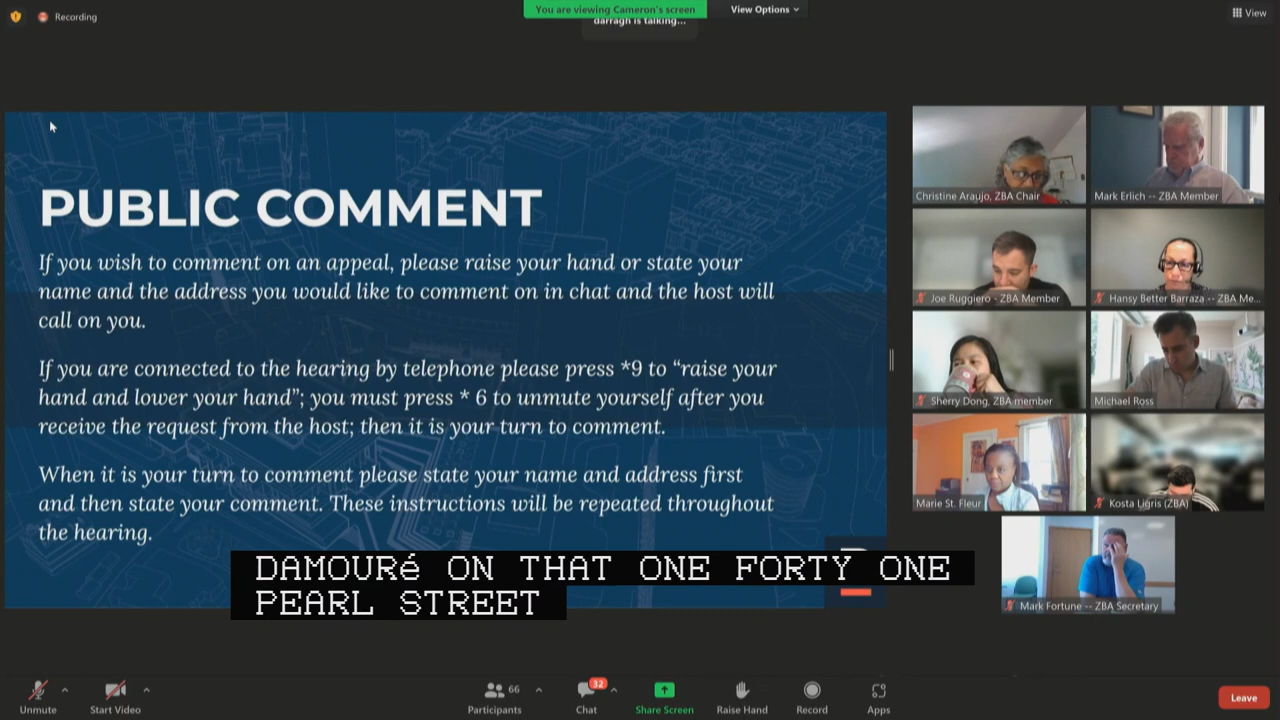 Recording
You are viewing Cameron's screen
View Options
darragh is talking...
View
PUBLIC COMMENT
If you wish to comment on an appeal, please raise your hand or state your
name and the address you would like to comment on in chat and the host will
call on you.
If you are connected to the hearing by telephone please press *9 to “raise your
hand and lower your hand”; you must press * 6 to unmute yourself after you
receive the request from the host; then it is your turn to comment.
When it is your turn to comment please state your name and address first
and then state your comment. These instructions will be repeated throughout
the hearing.
Christine Araujo, ZBA Chair
Mark Erlich -- ZBA Member
Joe Ruggiero - ZBA Member
Hansy Better Barraza -- ZBA Me...
Sherry Dong, ZBA member
Michael Ross
Marie St. Fleur
Kosta Ligris (ZBA)
Mark Fortune -- ZBA Secretary
DAMOURé ON THAT ONE FORTY ONE
PEARL STREET
Unmute
Start Video
66
Participants
32
Chat
Share Screen
Raise Hand
Record
Apps
Leave